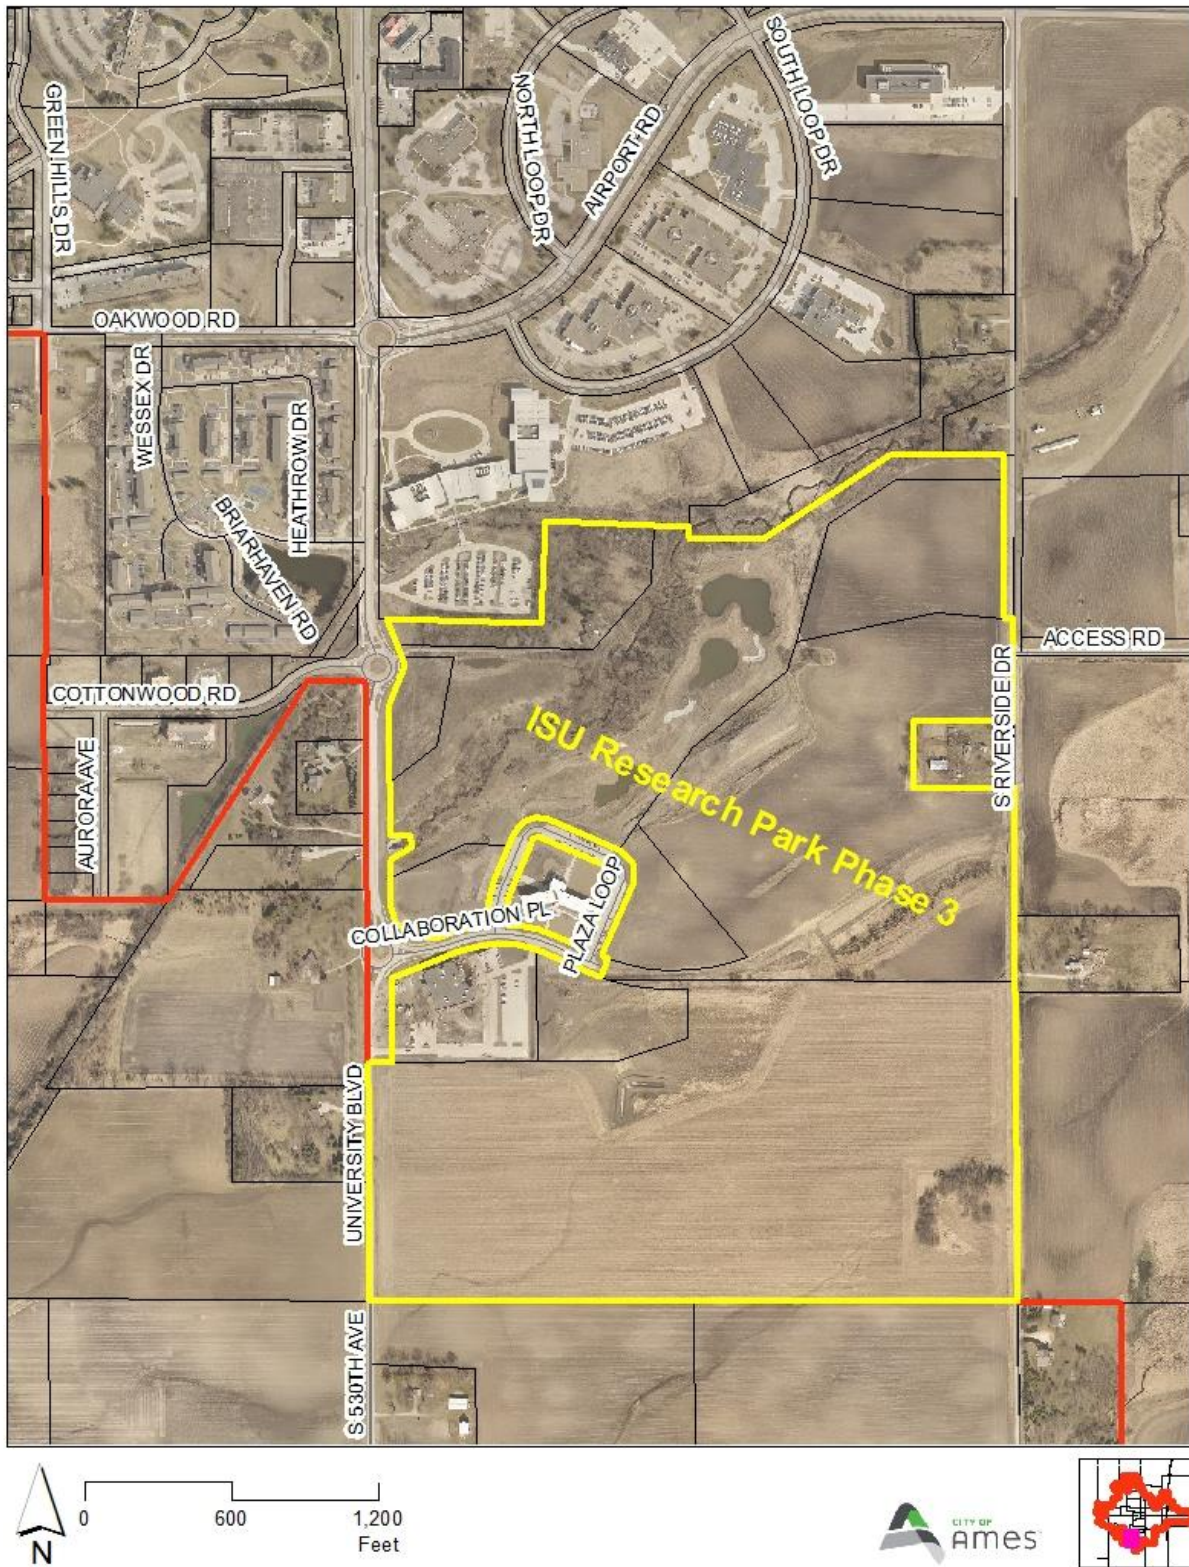 SOUTH LOOP DR
NORTH LOOP DR
GREEN HILLS DR
AIRPORT RD
OAKWOOD RD
WESSEX DR
HEATHROW DR
BRIARHAVEN RD
ACCESS RD
COTTONWOOD RD
S RIVERSIDE DR
ISU Research Park Phase 3
AURORA AVE
COLLABORATION PL
PLAZA LOOP
UNIVERSITY BLVD
S 530TH AVE
0 600 1,200
Feet
N
CITY OF
AMES